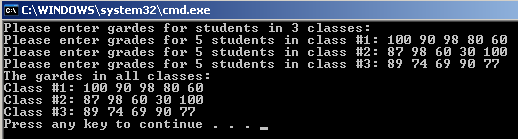 C:\WINDOWS\system32\cmd.exe
Please enter gardes for students in 3 classes:
Please enter grades for 5 students in class #1: 100 90 98 80 60
Please enter grades for 5 students in class #2: 87 98 60 30 100
Please enter grades for 5 students in class #3: 89 74 69 90 77
The gardes in all classes:
Class #1: 100 90 98 80 60
Class #2: 87 98 60 30 100
Class #3: 89 74 69 90 77
Press any key to continue . . . _